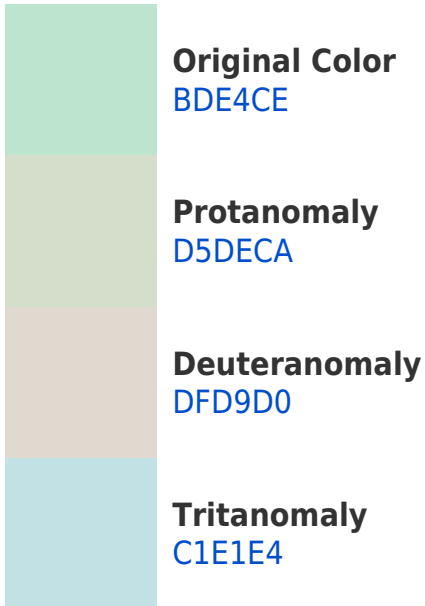 Original Color
BDE4CE
Protanomaly
D5DECA
Deuteranomaly
DFD9D0
Tritanomaly
C1E1E4